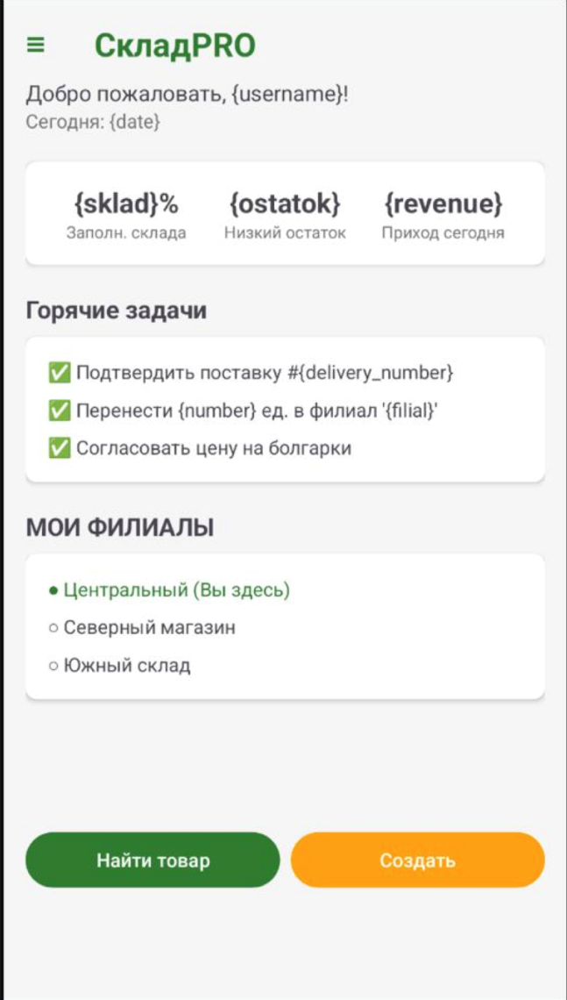 ≡ СкладPRO
Добро пожаловать, {username}!
Сегодня: {date}
{sklad}% {ostatok} {revenue}
Заполн. склада Низкий остаток Приход сегодня
Горячие задачи
✅ Подтвердить поставку #{delivery_number}
✅ Перенести {number} ед. в филиал '{filial}'
✅ Согласовать цену на болгарки
МОИ ФИЛИАЛЫ
● Центральный (Вы здесь)
○ Северный магазин
○ Южный склад
Найти товар Создать